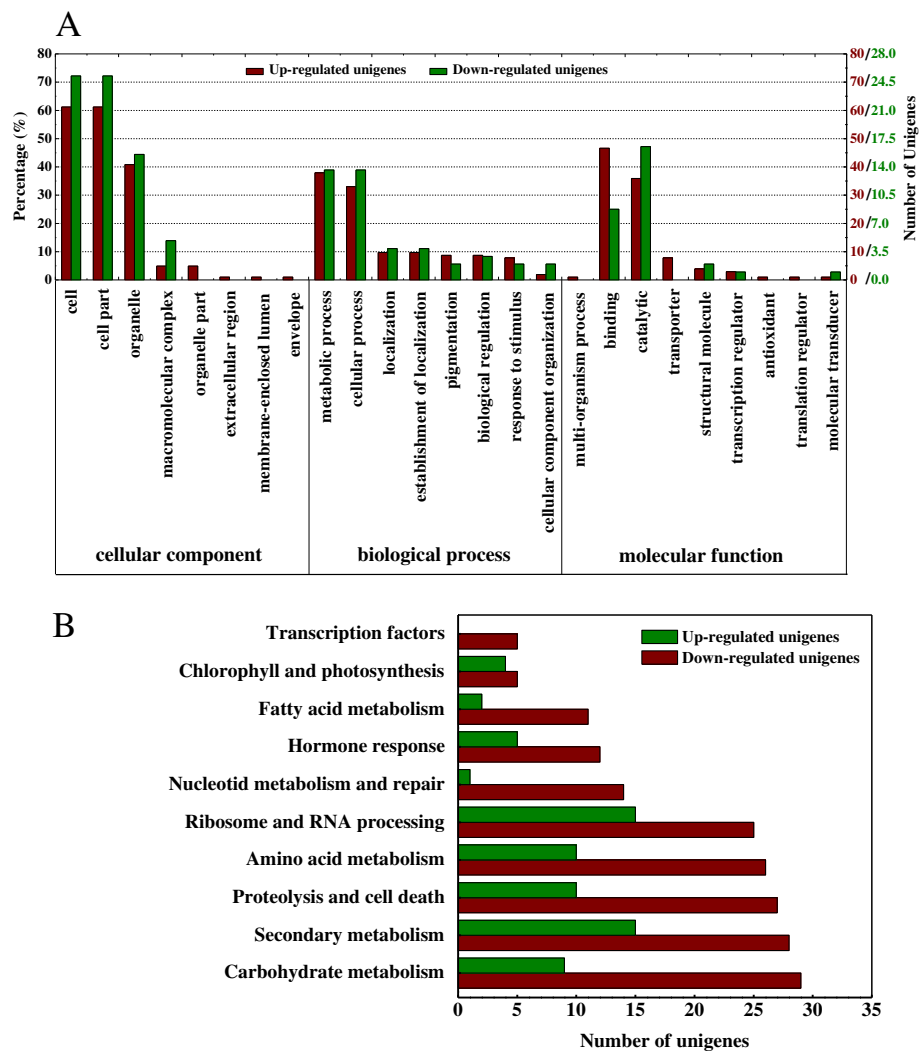 A
Up-regulated unigenes
Down-regulated unigenes
Percentage (%)
80
70
60
50
40
30
20
10
0
80/28.0
70/24.5
60/21.0
50/17.5
40/14.0
30/10.5
20/7.0
10/3.5
0/0.0
Number of Unigenes
cell
cell part
organelle
macromolecular complex
organelle part
extracellular region
membrane-enclosed lumen
envelope
metabolic process
cellular process
localization
establishment of localization
pigmentation
biological regulation
response to stimulus
cellular component organization
multi-organism process
binding
catalytic
transporter
structural molecule
transcription regulator
antioxidant
translation regulator
molecular transducer
cellular component
biological process
molecular function
B
Up-regulated unigenes
Down-regulated unigenes
Transcription factors
Chlorophyll and photosynthesis
Fatty acid metabolism
Hormone response
Nucleotid metabolism and repair
Ribosome and RNA processing
Amino acid metabolism
Proteolysis and cell death
Secondary metabolism
Carbohydrate metabolism
0 5 10 15 20 25 30 35
Number of unigenes